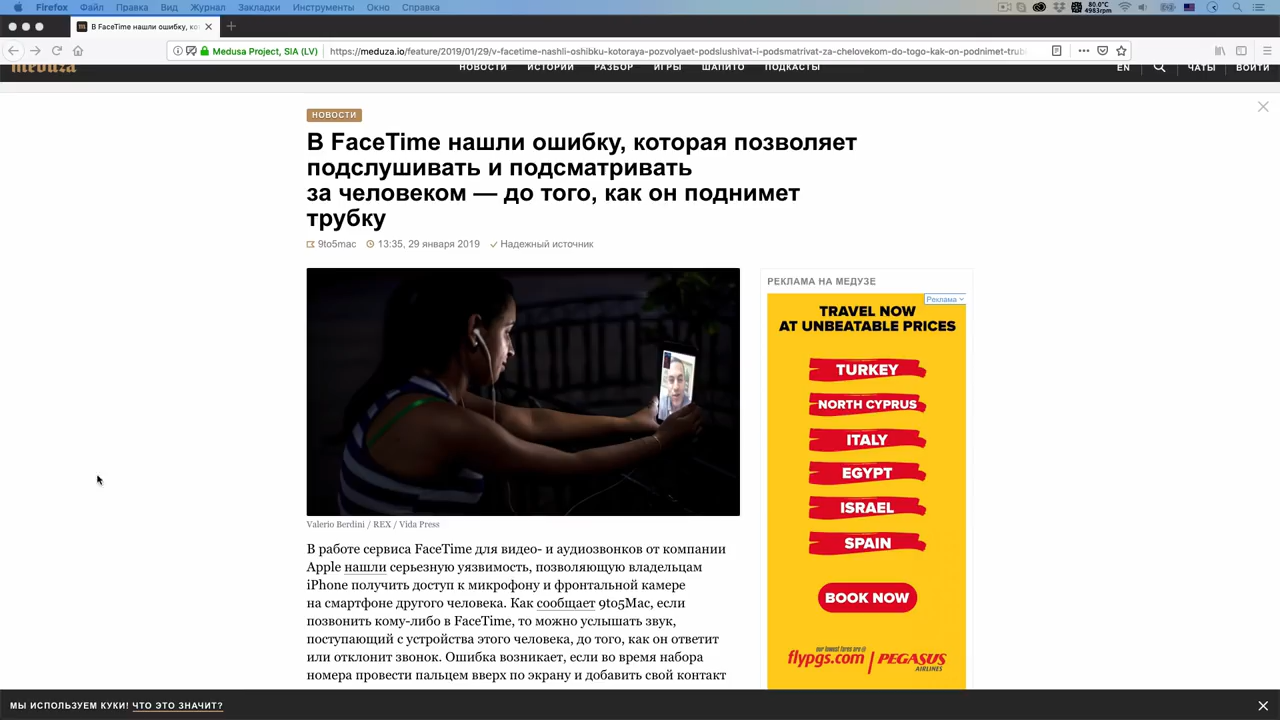 Firefox Файл Правка Вид Журнал Закладки Инструменты Окно Справка
80.0°C
4983rpm
В FaceTime нашли ошибку, ко
Medusa Project, SIA (LV)
https://meduza.io/feature/2019/01/29/v-facetime-nashli-oshibku-kotoraya-pozvolyaet-podslushivat-i-podsmatrivat-za-chelovekom-do-togo-kak-on-podnimet-trub
meduza
НОВОСТИ ИСТОРИИ РАЗБОР ИГРЫ ШАПИТО ПОДКАСТЫ EN ЧАТЫ ВОЙТИ
НОВОСТИ
В FaceTime нашли ошибку, которая позволяет
подслушивать и подсматривать
за человеком — до того, как он поднимет
трубку
9to5mac 13:35, 29 января 2019 Надежный источник
Valerio Berdini / REX / Vida Press
В работе сервиса FaceTime для видео- и аудиозвонков от компании
Apple нашли серьезную уязвимость, позволяющую владельцам
iPhone получить доступ к микрофону и фронтальной камере
на смартфоне другого человека. Как сообщает 9to5Mac, если
позвонить кому-либо в FaceTime, то можно услышать звук,
поступающий с устройства этого человека, до того, как он ответит
или отклонит звонок. Ошибка возникает, если во время набора
номера провести пальцем вверх по экрану и добавить свой контакт
РЕКЛАМА НА МЕДУЗЕ
Реклама
TRAVEL NOW
AT UNBEATABLE PRICES
TURKEY
NORTH CYPRUS
ITALY
EGYPT
ISRAEL
SPAIN
BOOK NOW
our lowest fares are @
flypgs.com PEGASUS
AIRLINES
МЫ ИСПОЛЬЗУЕМ КУКИ! ЧТО ЭТО ЗНАЧИТ?